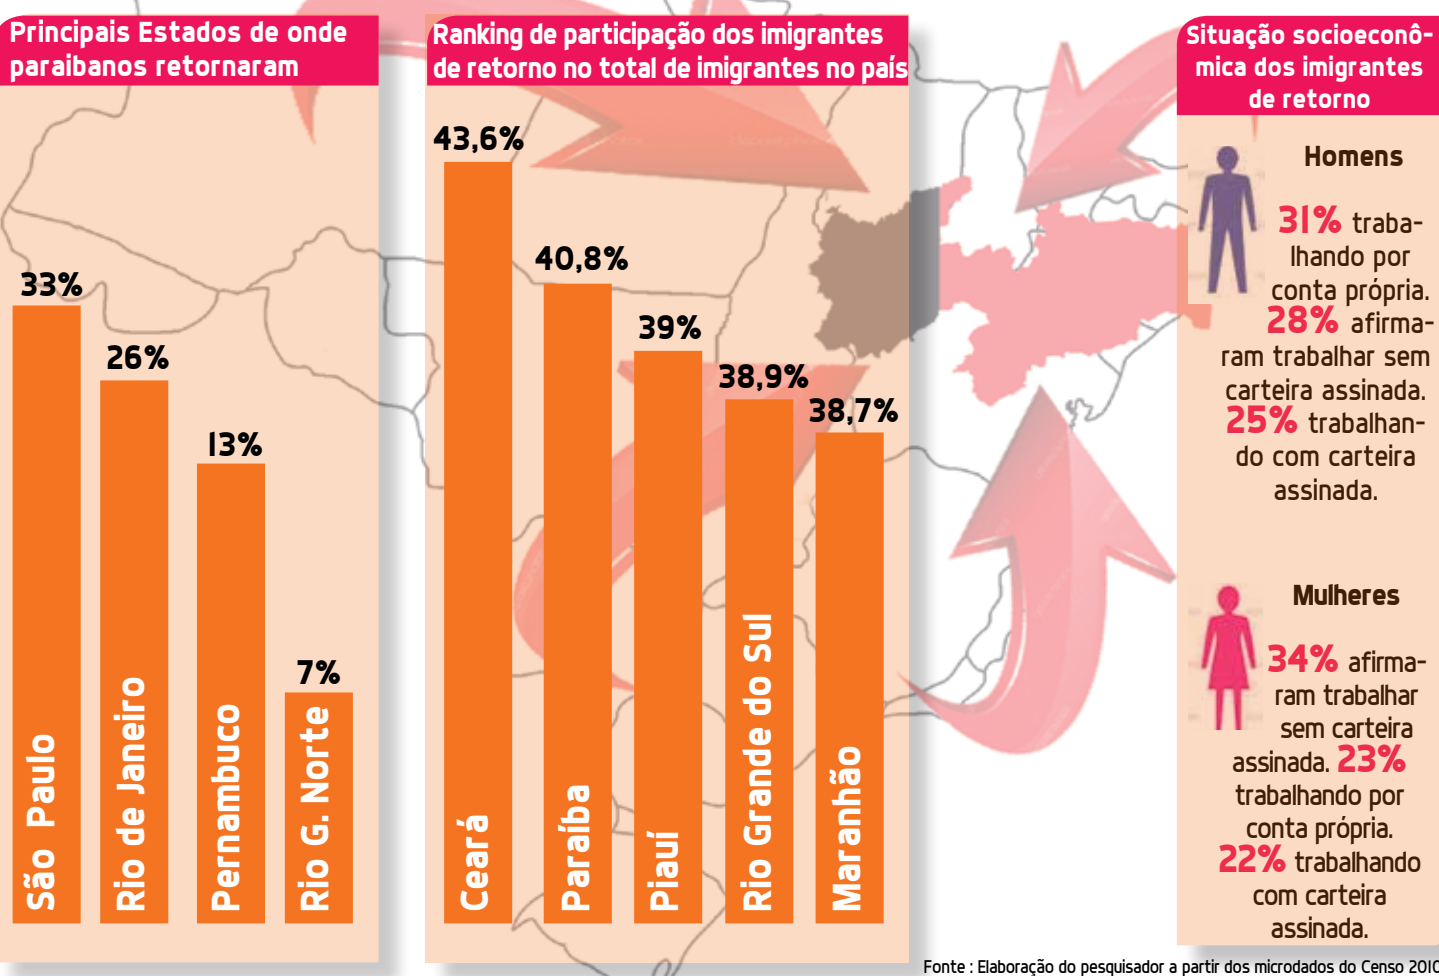 Principais Estados de onde
paraibanos retornaram
33%
26%
13%
7%
São Paulo
Rio de Janeiro
Pernambuco
Rio G. Norte
Ranking de participação dos imigrantes
de retorno no total de imigrantes no país
43,6%
40,8%
39%
38,9%
38,7%
Ceará
Paraíba
Piauí
Rio Grande do Sul
Maranhão
Situação socioeconô-
mica dos imigrantes
de retorno
Homens
31% traba-
lhando por
conta própria.
28% afirma-
ram trabalhar sem
carteira assinada.
25% trabalhan-
do com carteira
assinada.
Mulheres
34% afirma-
ram trabalhar
sem carteira
assinada. 23%
trabalhando por
conta própria.
22% trabalhando
com carteira
assinada.
Fonte : Elaboração do pesquisador a partir dos microdados do Censo 2010